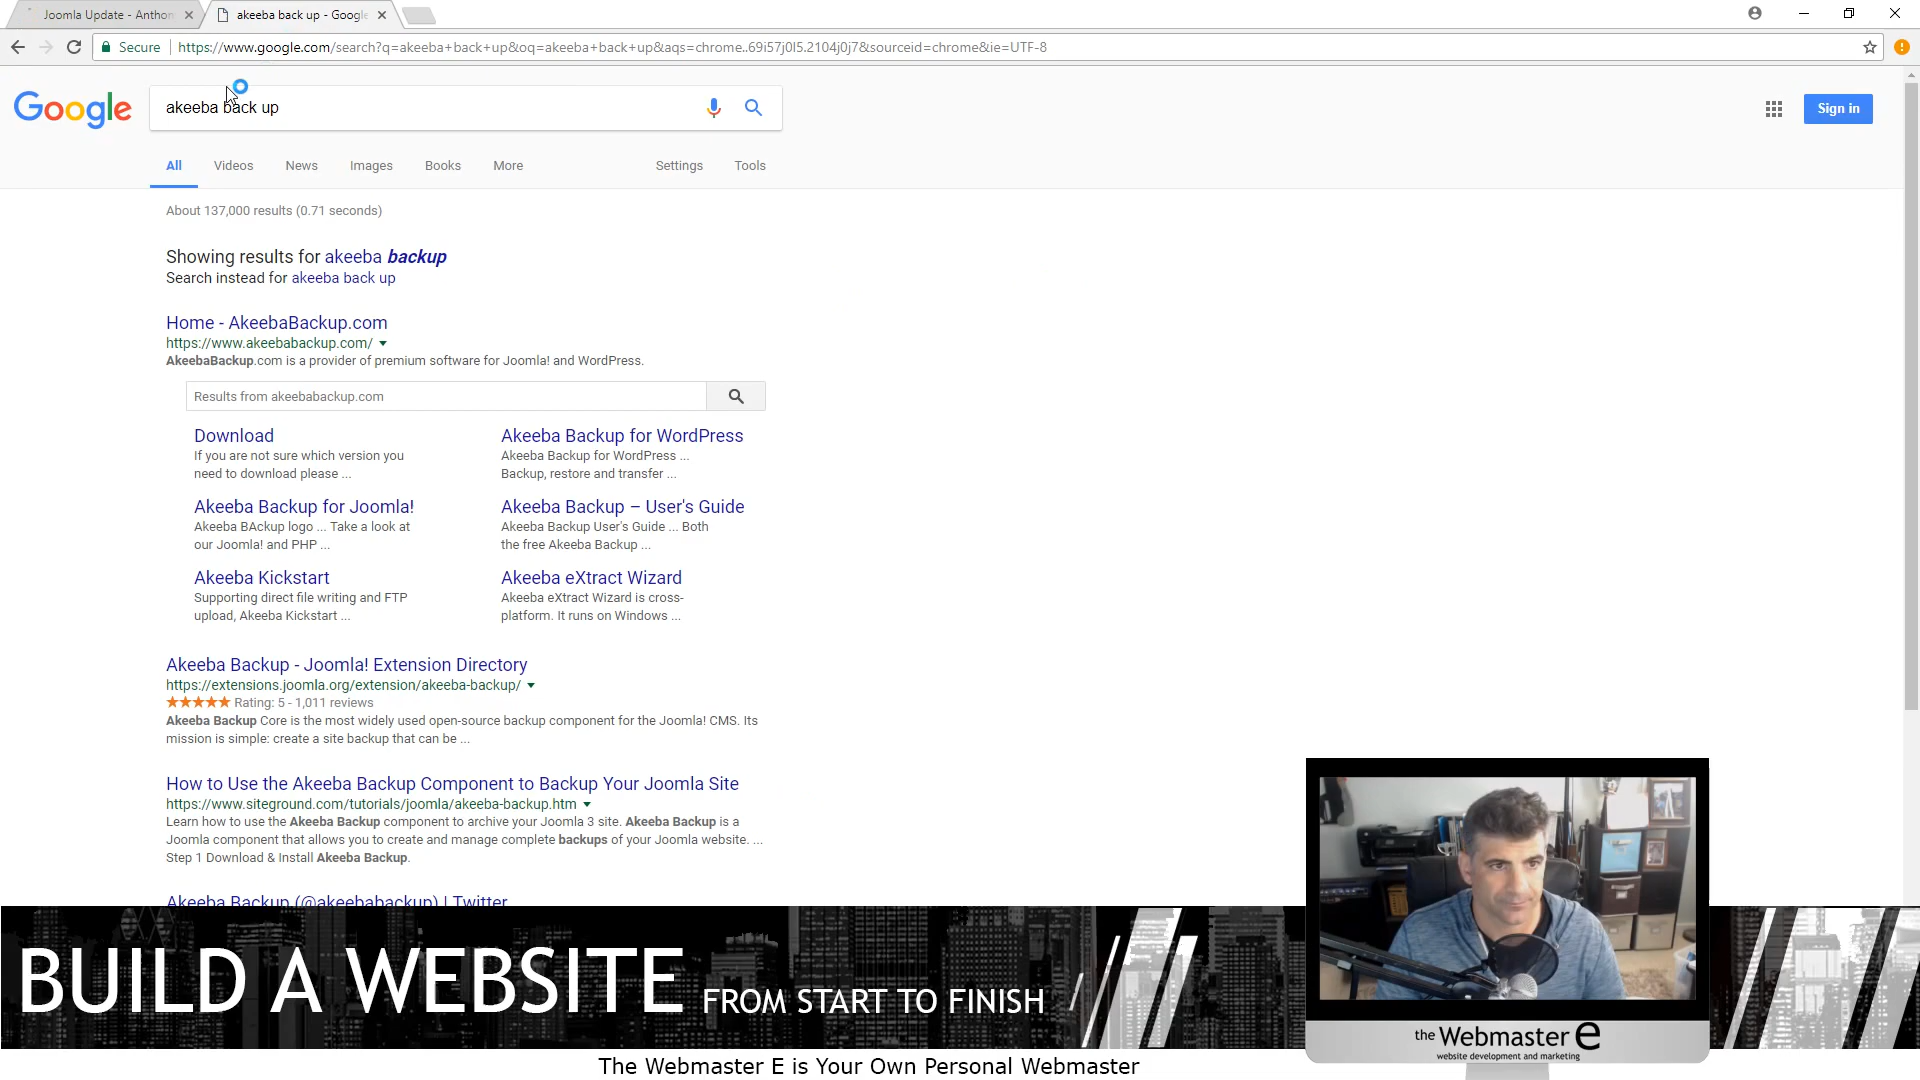 Joomla Update - Anthon
akeeba back up - Google
Secure
https://www.google.com/search?q=akeeba+back+up&oq=akeeba+back+up&aqs=chrome..69i57j0l5.2104j0j7&sourceid=chrome&ie=UTF-8
Google
akeeba back up
Sign in
All
Videos
News
Images
Books
More
Settings
Tools
About 137,000 results (0.71 seconds)
Showing results for akeeba backup
Search instead for akeeba back up
Home - AkeebaBackup.com
https://www.akeebabackup.com/
AkeebaBackup.com is a provider of premium software for Joomla! and WordPress.
Results from akeebabackup.com
Download
If you are not sure which version you
need to download please ...
Akeeba Backup for WordPress
Akeeba Backup for WordPress ...
Backup, restore and transfer ...
Akeeba Backup for Joomla!
Akeeba BAckup logo ... Take a look at
our Joomla! and PHP ...
Akeeba Backup – User's Guide
Akeeba Backup User's Guide ... Both
the free Akeeba Backup ...
Akeeba Kickstart
Supporting direct file writing and FTP
upload, Akeeba Kickstart ...
Akeeba eXtract Wizard
Akeeba eXtract Wizard is cross-
platform. It runs on Windows ...
Akeeba Backup - Joomla! Extension Directory
https://extensions.joomla.org/extension/akeeba-backup/
Rating: 5 - 1,011 reviews
Akeeba Backup Core is the most widely used open-source backup component for the Joomla! CMS. Its
mission is simple: create a site backup that can be ...
How to Use the Akeeba Backup Component to Backup Your Joomla Site
https://www.siteground.com/tutorials/joomla/akeeba-backup.htm
Learn how to use the Akeeba Backup component to archive your Joomla 3 site. Akeeba Backup is a
Joomla component that allows you to create and manage complete backups of your Joomla website. ...
Step 1 Download & Install Akeeba Backup.
Akeeba Backup (@akeebabackup) | Twitter
BUILD A WEBSITE FROM START TO FINISH
the Webmaster e
website development and marketing
The Webmaster E is Your Own Personal Webmaster